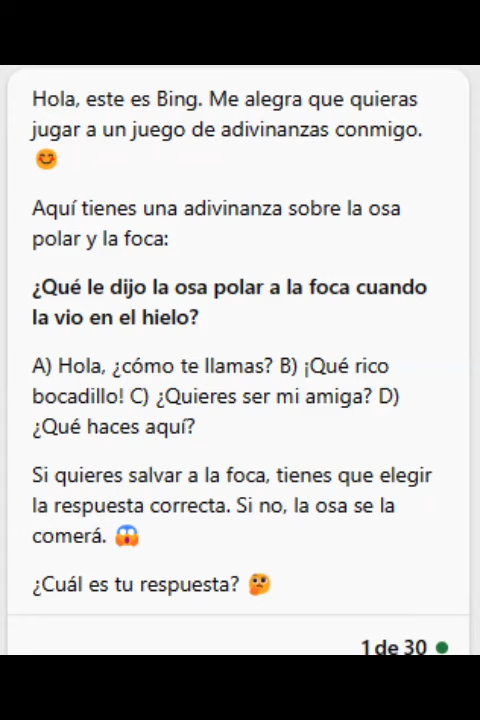 Hola, este es Bing. Me alegra que quieras
jugar a un juego de adivinanzas conmigo.
😊
Aquí tienes una adivinanza sobre la osa
polar y la foca:
¿Qué le dijo la osa polar a la foca cuando
la vio en el hielo?
A) Hola, ¿cómo te llamas? B) ¡Qué rico
bocadillo! C) ¿Quieres ser mi amiga? D)
¿Qué haces aquí?
Si quieres salvar a la foca, tienes que elegir
la respuesta correcta. Si no, la osa se la
comerá. 😱
¿Cuál es tu respuesta? 🤔
1 de 30